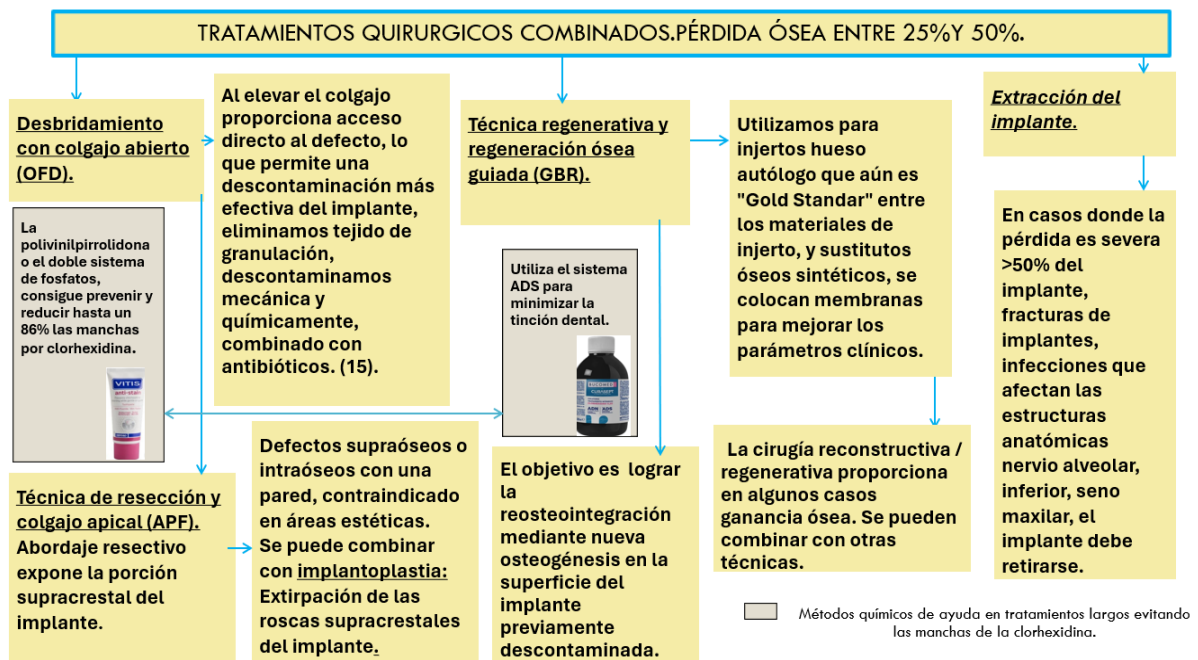 TRATAMIENTOS QUIRURGICOS COMBINADOS.PÉRDIDA ÓSEA ENTRE 25%Y 50%.
Desbridamiento
con colgajo abierto
(OFD).
Al elevar el colgajo
proporciona acceso
directo al defecto, lo
que permite una
descontaminación más
efectiva del implante,
eliminamos tejido de
granulación,
descontaminamos
mecánica y
químicamente,
combinado con
antibióticos. (15).
La
polivinilpirrolidona
o el doble sistema
de fosfatos,
consigue prevenir y
reducir hasta un
86% las manchas
por clorhexidina.
VITIS
anti-stain
Técnica de resección y
colgajo apical (APF).
Abordaje resectivo
expone la porción
supracrestal del
implante.
Defectos supraóseos o
intraóseos con una
pared, contraindicado
en áreas estéticas.
Se puede combinar
con implantoplastia:
Extirpación de las
roscas supracrestales
del implante.
Técnica regenerativa y
regeneración ósea
guiada (GBR).
Utiliza el sistema
ADS para
minimizar la
tinción dental.
CURASEPT
ADS
El objetivo es lograr
la
reosteointegración
mediante nueva
osteogénesis en la
superficie del
implante
previamente
descontaminada.
Utilizamos para
injertos hueso
autólogo que aún es
"Gold Standar" entre
los materiales de
injerto, y sustitutos
óseos sintéticos, se
colocan membranas
para mejorar los
parámetros clínicos.
La cirugía reconstructiva /
regenerativa proporciona
en algunos casos
ganancia ósea. Se pueden
combinar con otras
técnicas.
Extracción del
implante.
En casos donde la
pérdida es severa
>50% del
implante,
fracturas de
implantes,
infecciones que
afectan las
estructuras
anatómicas
nervio alveolar,
inferior, seno
maxilar, el
implante debe
retirarse.
Métodos químicos de ayuda en tratamientos largos evitando
las manchas de la clorhexidina.